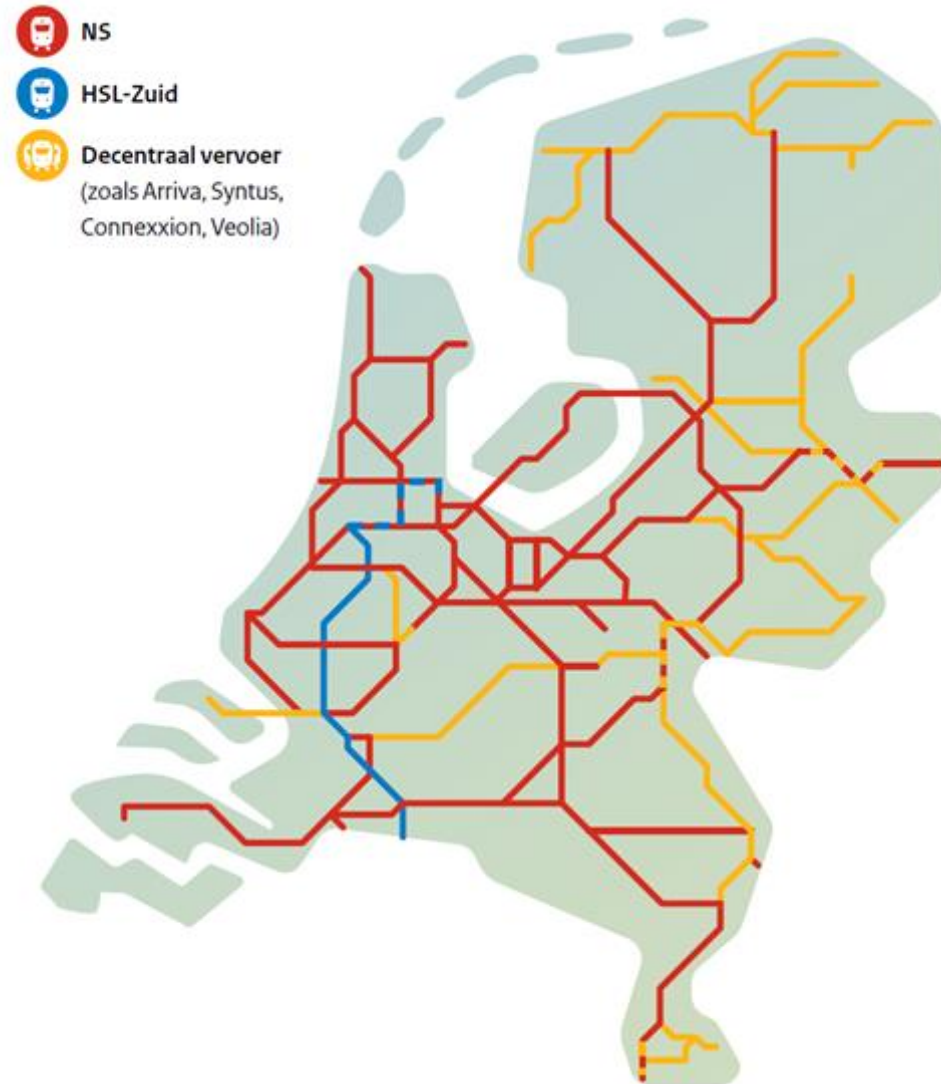 NS
HSL-Zuid
Decentraal vervoer
(zoals Arriva, Syntus,
Connexxion, Veolia)